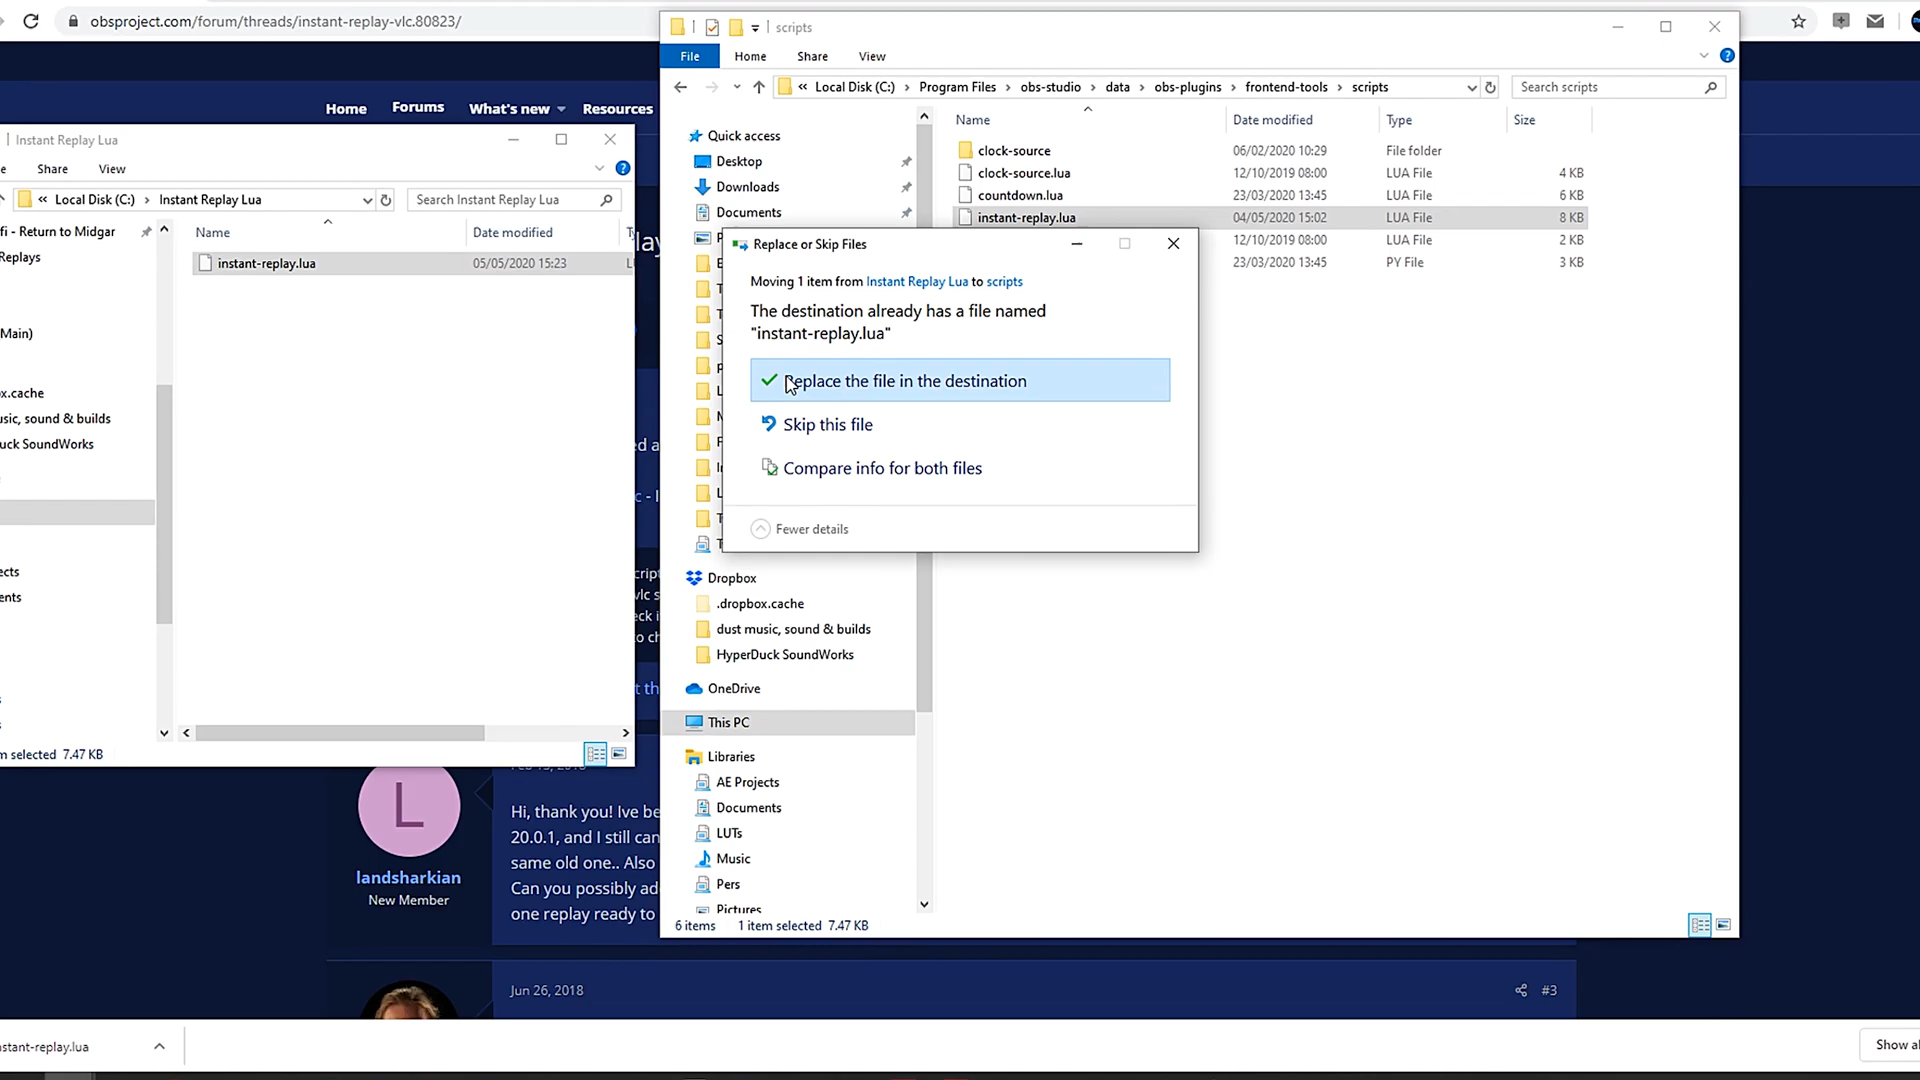 obsproject.com/forum/threads/instant-replay-vlc.80823/
Home Forums What's new Resources
Instant Replay Lua
Share View
« Local Disk (C:) › Instant Replay Lua
Search Instant Replay Lua
Name Date modified
instant-replay.lua 05/05/2020 15:23
fi - Return to Midgar
Replays
Main)
x.cache
usic, sound & builds
Duck SoundWorks
ects
ents
m selected 7.47 KB
scripts
File Home Share View
« Local Disk (C:) › Program Files › obs-studio › data › obs-plugins › frontend-tools › scripts
Search scripts
Name Date modified Type Size
clock-source 06/02/2020 10:29 File folder
clock-source.lua 12/10/2019 08:00 LUA File 4 KB
countdown.lua 23/03/2020 13:45 LUA File 6 KB
instant-replay.lua 04/05/2020 15:02 LUA File 8 KB
12/10/2019 08:00 LUA File 2 KB
23/03/2020 13:45 PY File 3 KB
Quick access
Desktop
Downloads
Documents
Dropbox
.dropbox.cache
dust music, sound & builds
HyperDuck SoundWorks
OneDrive
This PC
Libraries
AE Projects
Documents
LUTs
Music
Pers
Pictures
6 items 1 item selected 7.47 KB
Replace or Skip Files
Moving 1 item from Instant Replay Lua to scripts
The destination already has a file named
"instant-replay.lua"
Replace the file in the destination
Skip this file
Compare info for both files
Fewer details
L
landsharkian
New Member
Hi, thank you! Ive be
20.0.1, and I still can
same old one.. Also
Can you possibly ad
one replay ready to
Jun 26, 2018 #3
nstant-replay.lua
Show al